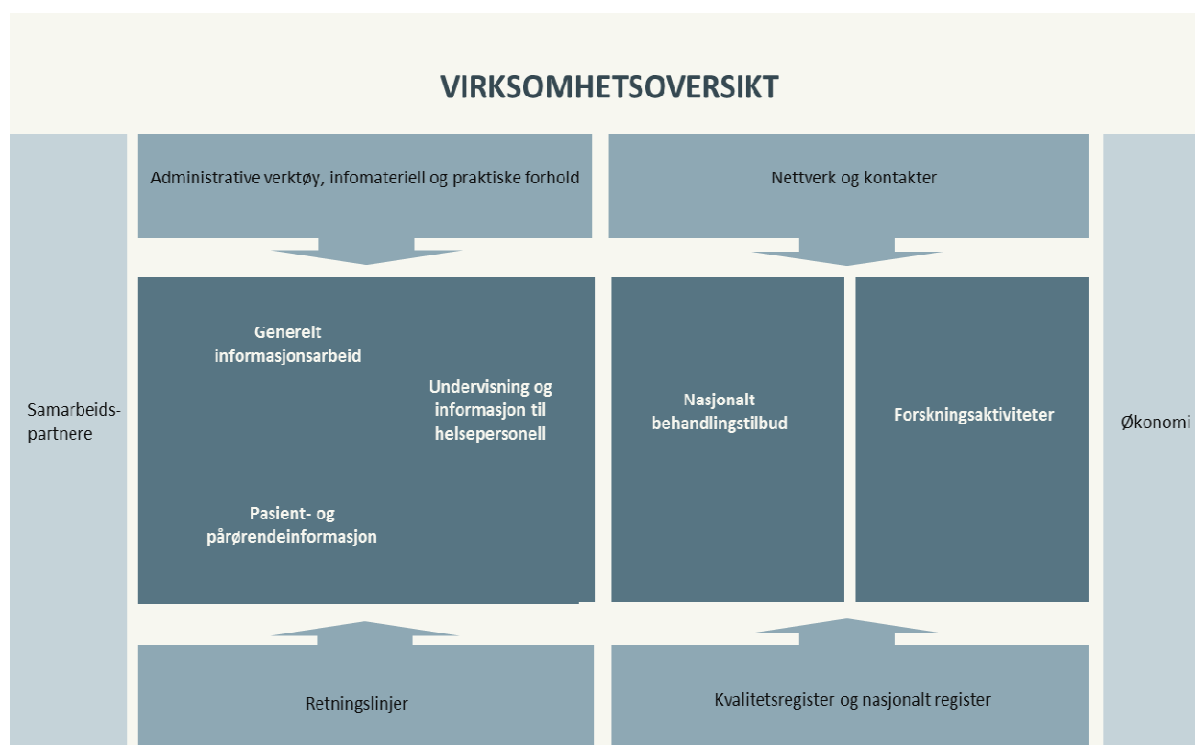 VIRKSOMHETSOVERSIKT
Administrative verktøy, infomateriell og praktiske forhold
Nettverk og kontakter
Samarbeids-
partnere
Generelt
informasjonsarbeid
Undervisning og
informasjon til
helsepersonell
Pasient- og
pårørendeinformasjon
Nasjonalt
behandlingstilbud
Forskningsaktiviteter
Økonomi
Retningslinjer
Kvalitetsregister og nasjonalt register